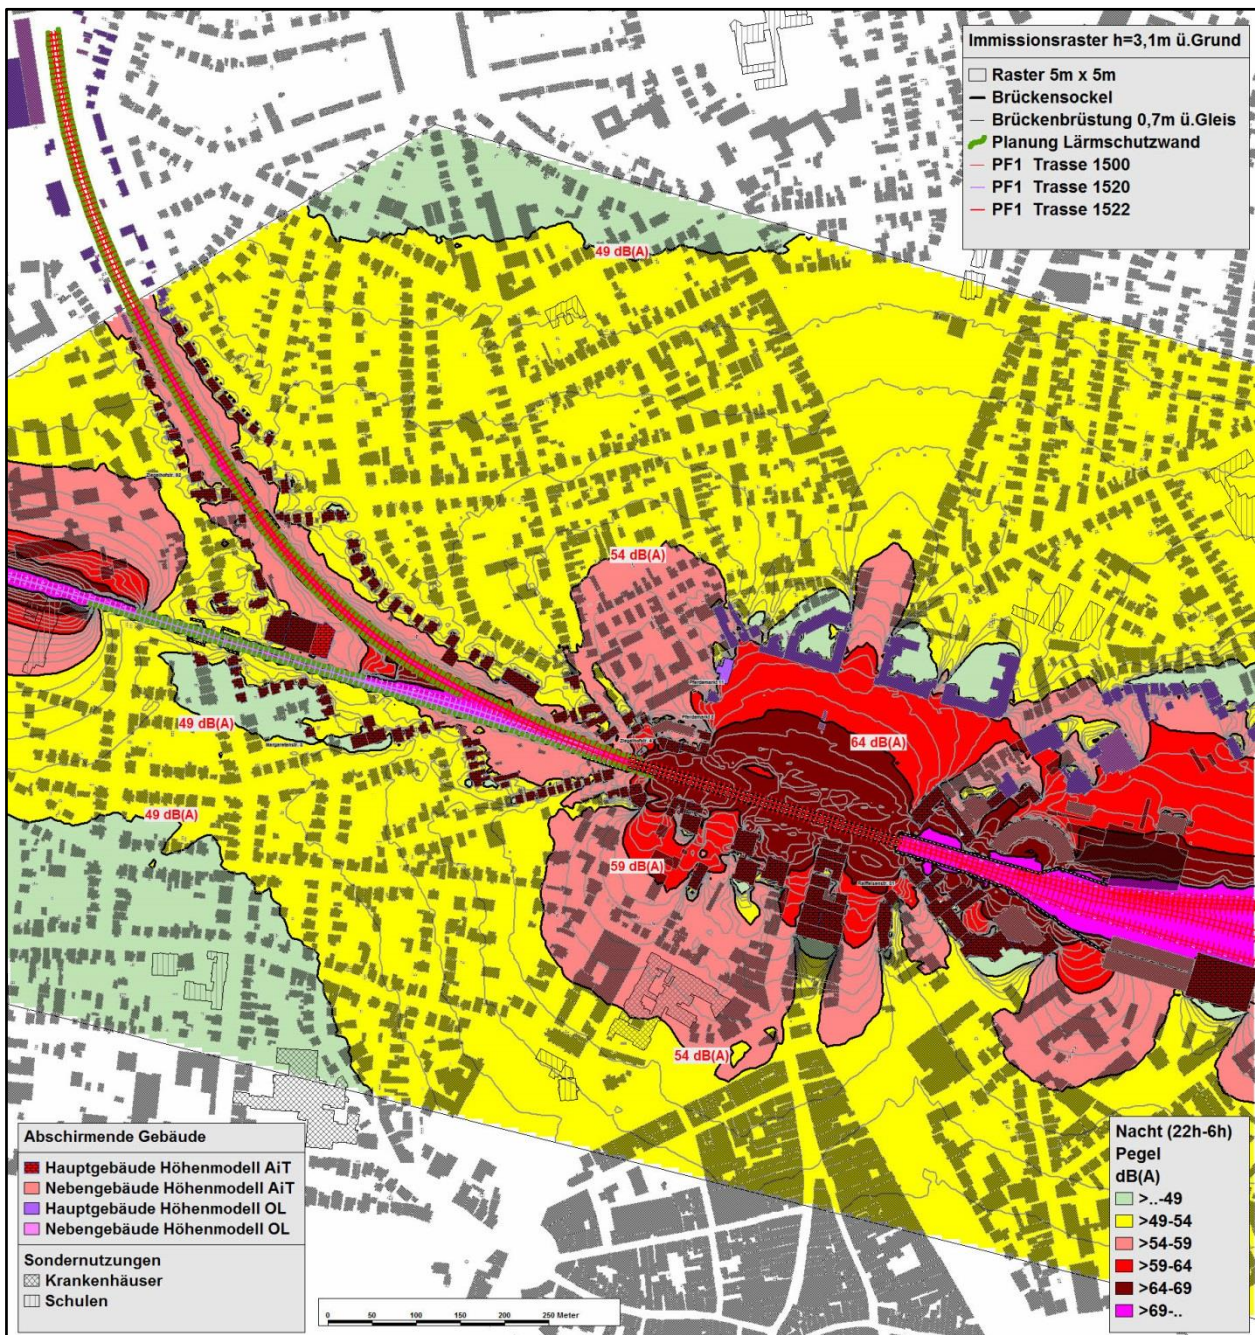 Immissionsraster h=3,1m ü.Grund
Raster 5m x 5m
Brückensockel
Brückenbrüstung 0,7m ü.Gleis
Planung Lärmschutzwand
PF1 Trasse 1500
PF1 Trasse 1520
PF1 Trasse 1522
49 dB(A)
54 dB(A)
64 dB(A)
49 dB(A)
49 dB(A)
59 dB(A)
54 dB(A)
Abschirmende Gebäude
Hauptgebäude Höhenmodell AiT
Nebengebäude Höhenmodell AiT
Hauptgebäude Höhenmodell OL
Nebengebäude Höhenmodell OL
Sondernutzungen
Krankenhäuser
Schulen
0 50 100 150 200 250 Meter
Nacht (22h-6h)
Pegel
dB(A)
>..-49
>49-54
>54-59
>59-64
>64-69
>69-..